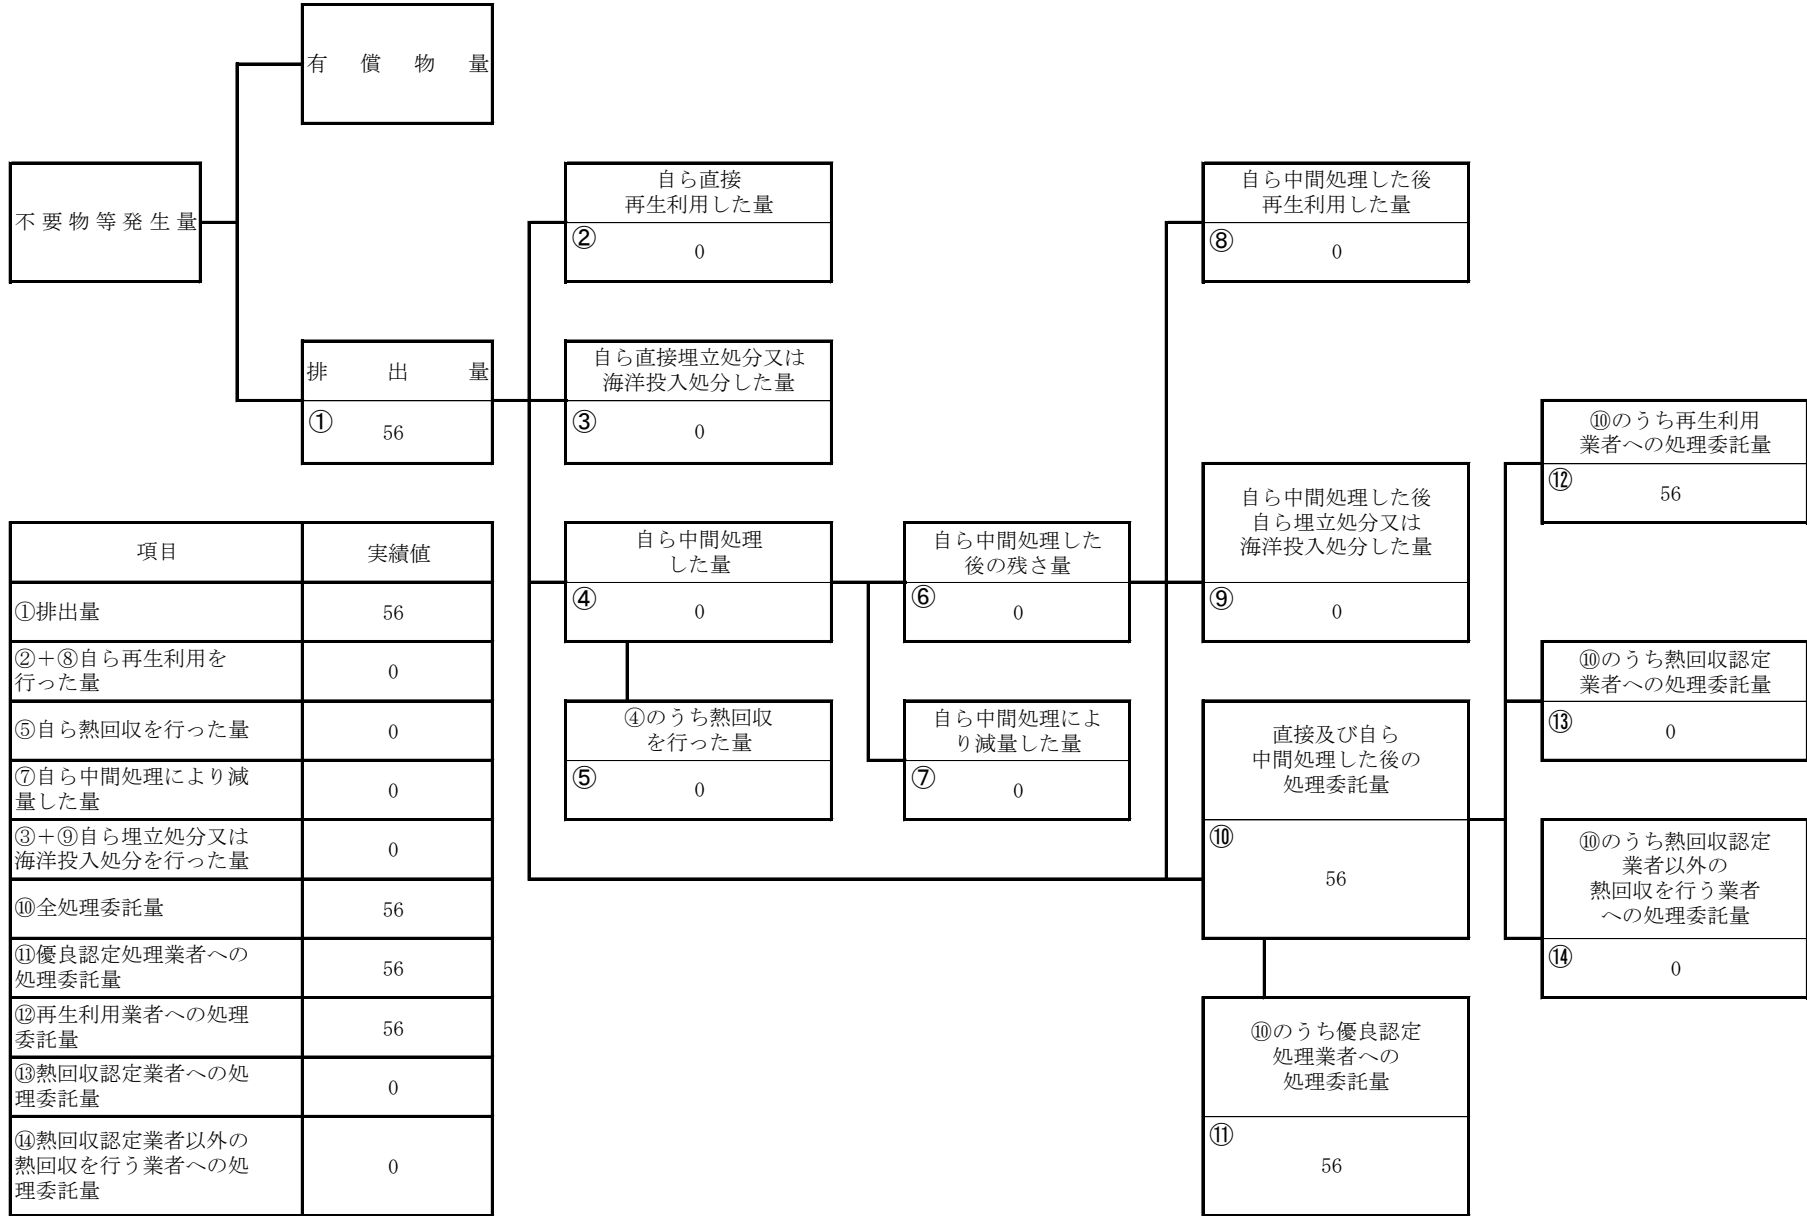 有償物量
不要物等発生量
自ら直接
再生利用した量
②
0
自ら中間処理した後
再生利用した量
⑧
0
排出量
①
56
自ら直接埋立処分又は
海洋投入処分した量
③
0
⑩のうち再生利用
業者への処理委託量
⑫
56
自ら中間処理
した量
④
0
自ら中間処理した
後の残さ量
⑥
0
自ら中間処理した後
自ら埋立処分又は
海洋投入処分した量
⑨
0
⑩のうち熱回収認定
業者への処理委託量
⑬
0
④のうち熱回収
を行った量
⑤
0
自ら中間処理によ
り減量した量
⑦
0
直接及び自ら
中間処理した後の
処理委託量
⑩
56
⑩のうち熱回収認定
業者以外の
熱回収を行う業者
への処理委託量
⑭
0
⑩のうち優良認定
処理業者への
処理委託量
⑪
56
項目 実績値
①排出量 56
②+⑧自ら再生利用を
行った量 0
⑤自ら熱回収を行った量 0
⑦自ら中間処理により減
量した量 0
③+⑨自ら埋立処分又は
海洋投入処分を行った量 0
⑩全処理委託量 56
⑪優良認定処理業者への
処理委託量 56
⑫再生利用業者への処理
委託量 56
⑬熱回収認定業者への処
理委託量 0
⑭熱回収認定業者以外の
熱回収を行う業者への処
理委託量 0